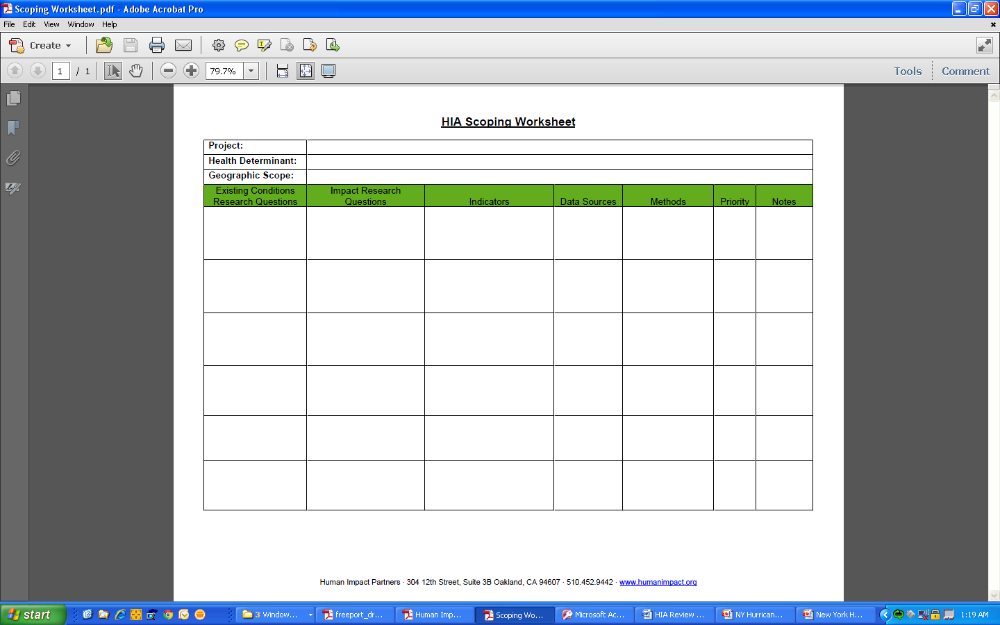 Scoping Worksheet.pdf - Adobe Acrobat Pro
File Edit View Window Help
Create
1 / 1 79.7% Tools Comment
HIA Scoping Worksheet
Project:
Health Determinant:
Geographic Scope:
Existing Conditions Research Questions
Impact Research Questions
Indicators
Data Sources
Methods
Priority
Notes
Human Impact Partners · 304 12th Street, Suite 3B Oakland, CA 94607 · 510.452.9442 · www.humanimpact.org
start 3 Window... freeport_dr... Human Imp... Scoping Wo... Microsoft Ac... HIA Review ... NY Hurrican... New York H... 1:19 AM